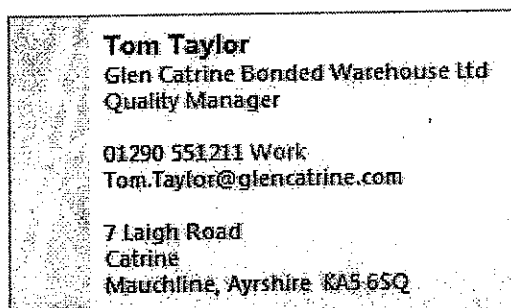 Tom Taylor
Glen Catrine Bonded Warehouse Ltd
Quality Manager
01290 551211 Work
Tom.Taylor@glencatrine.com
7 Laigh Road
Catrine
Mauchline, Ayrshire KA5 6SQ